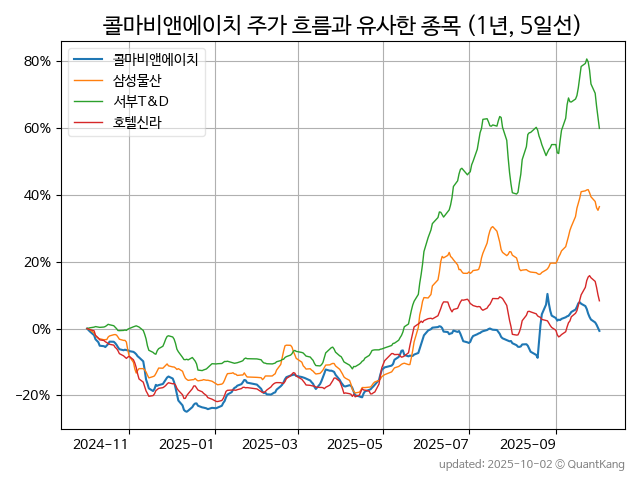 콜마비앤에이치 주가 흐름과 유사한 종목 (1년, 5일선)
콜마비앤에이치
삼성물산
서부T&D
호텔신라
80%
60%
40%
20%
0%
−20%
2024-11 2025-01 2025-03 2025-05 2025-07 2025-09
updated: 2025-10-02 © QuantKang